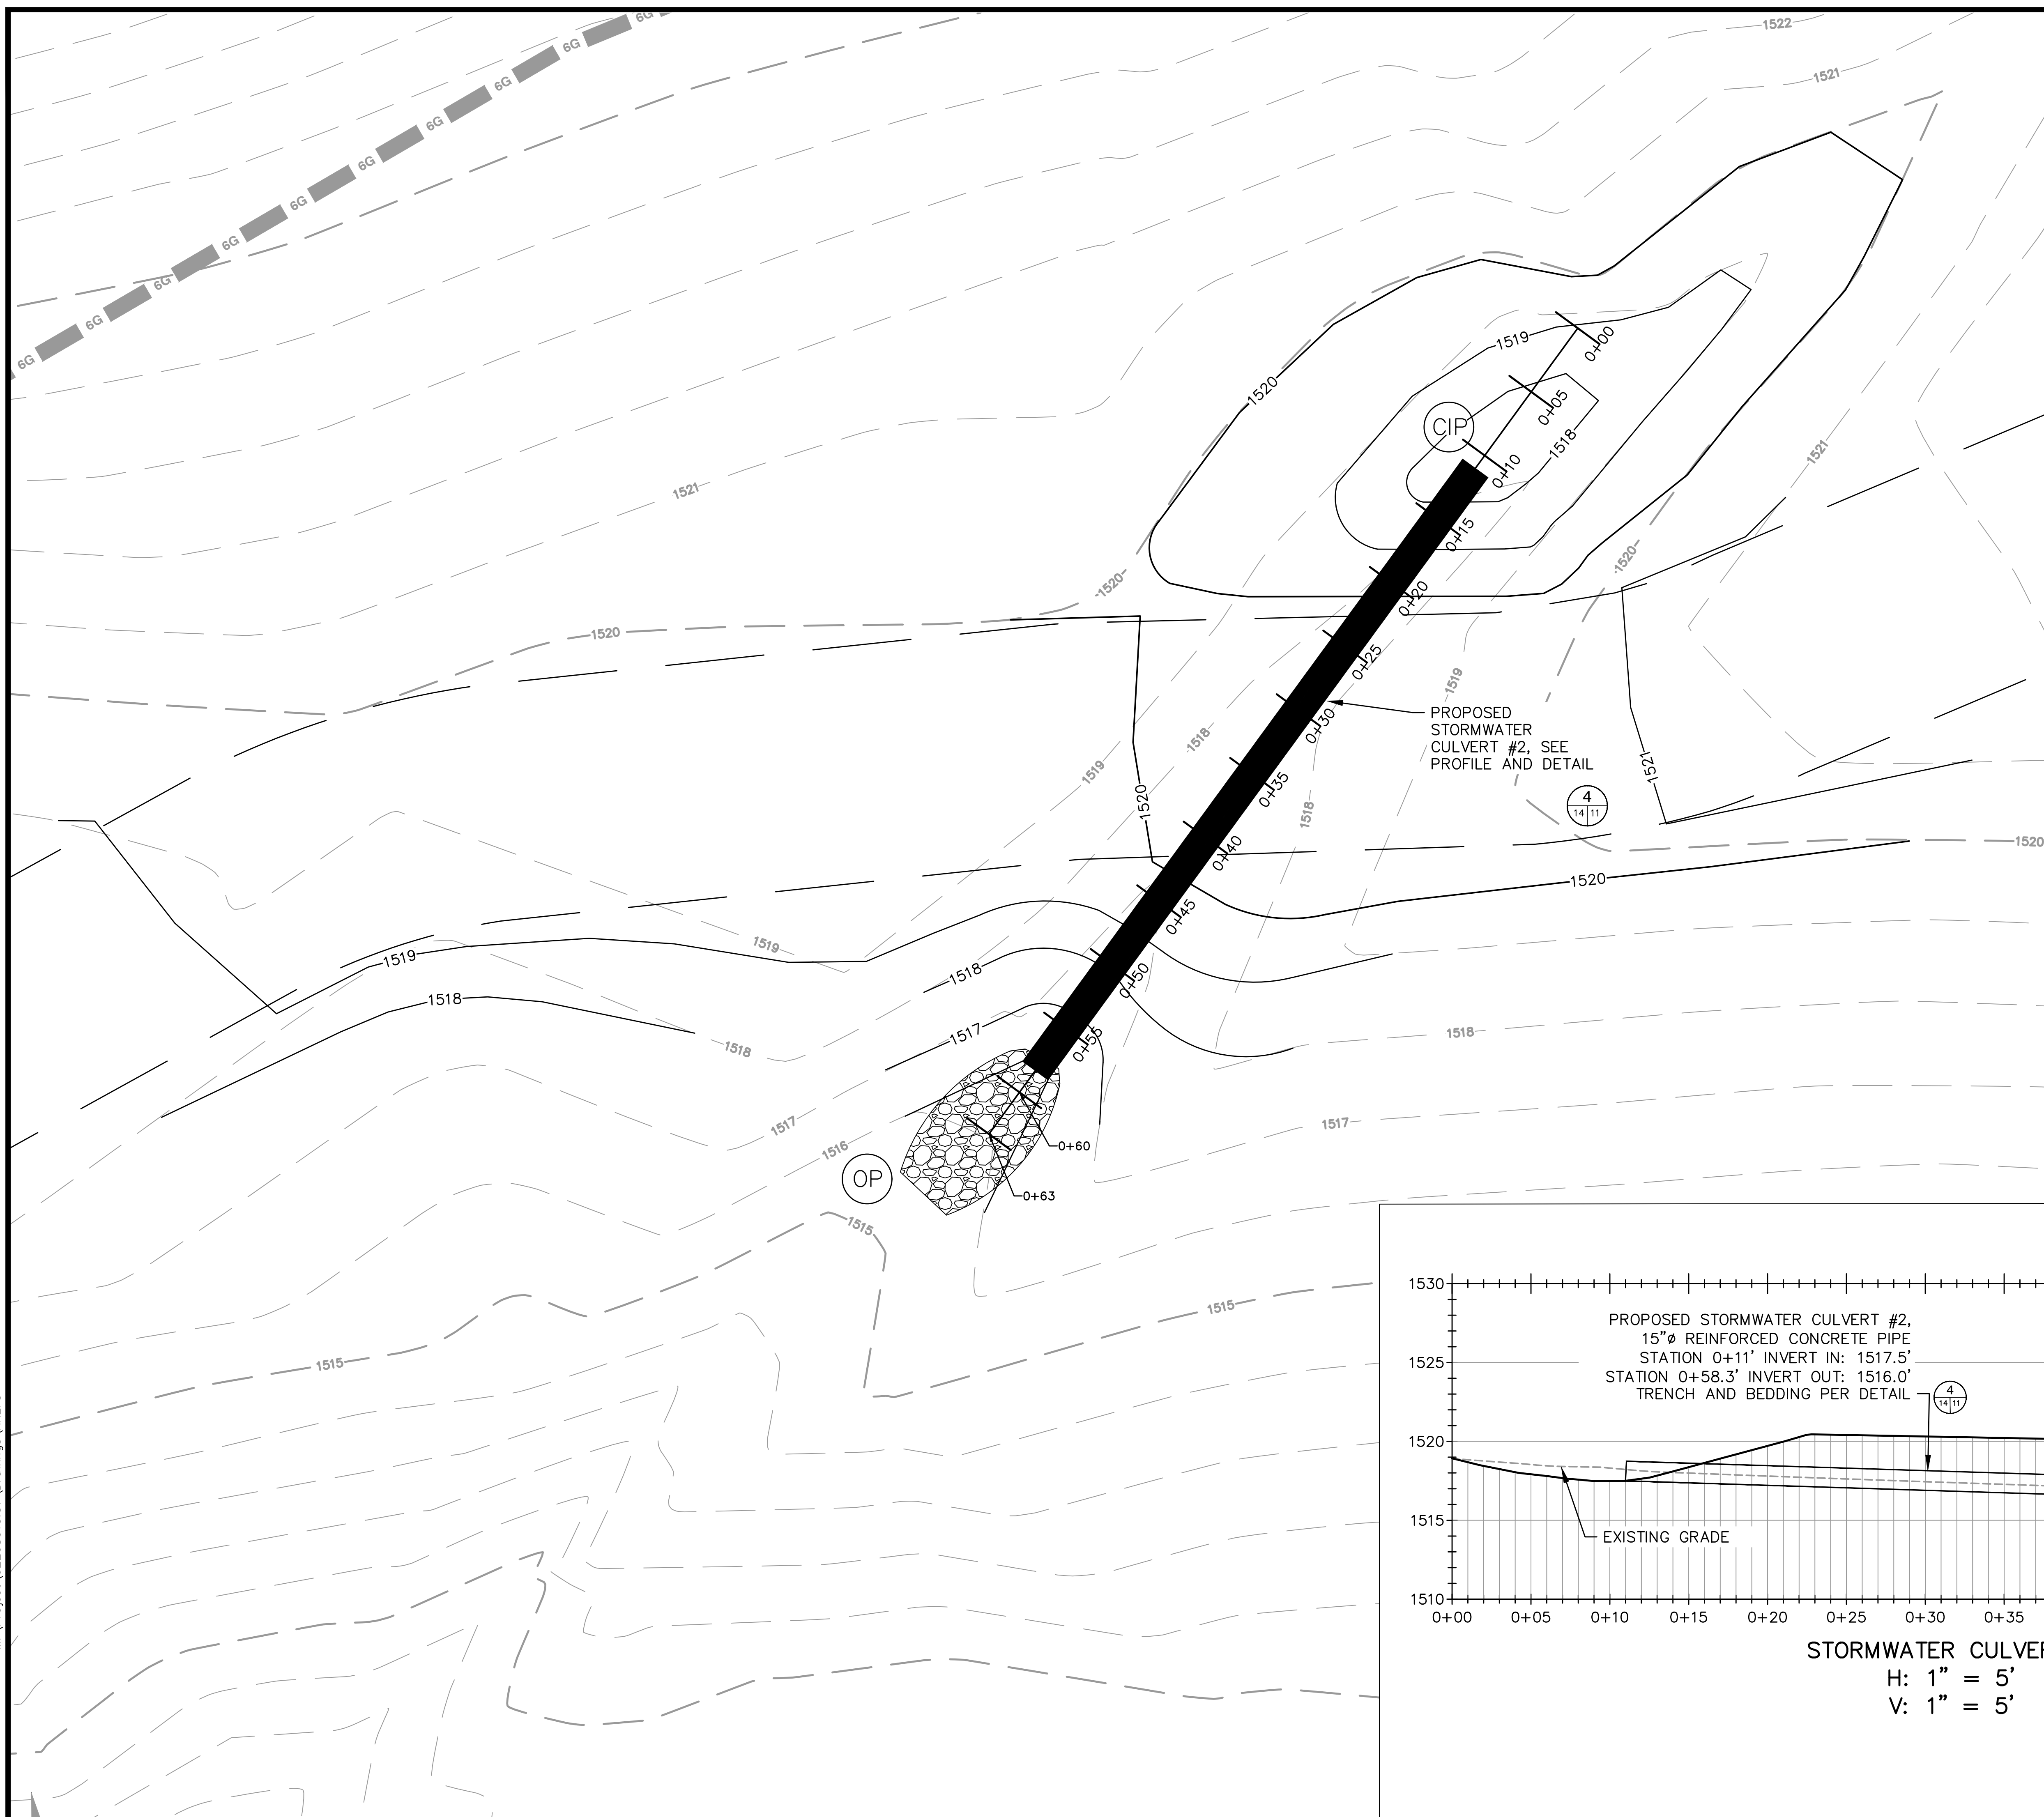 6G
6G
6G
6G
6G
6G
6G
6G
6G
6G
1522
1521
1519
0+00
1520
0+05
CIP
1518
1521
0+10
1521
0+15
1520
1520
0+20
1520
0+25
1519
PROPOSED
STORMWATER
CULVERT #2, SEE
PROFILE AND DETAIL
0+30
1518
1519
1521
0+35
1520
4
14 11
1518
1520
0+40
1520
0+45
1519
1519
1518
0+50
1518
1517
1518
1518
0+55
1517
1517
0+60
1516
OP
0+63
1515
1515
1515
1530
1525
1520
1515
1510
PROPOSED STORMWATER CULVERT #2,
15"ø REINFORCED CONCRETE PIPE
STATION 0+11' INVERT IN: 1517.5'
STATION 0+58.3' INVERT OUT: 1516.0'
TRENCH AND BEDDING PER DETAIL
4
14 11
EXISTING GRADE
0+00 0+05 0+10 0+15 0+20 0+25 0+30 0+35
STORMWATER
H: 1" = 5'
V: 1" = 5'